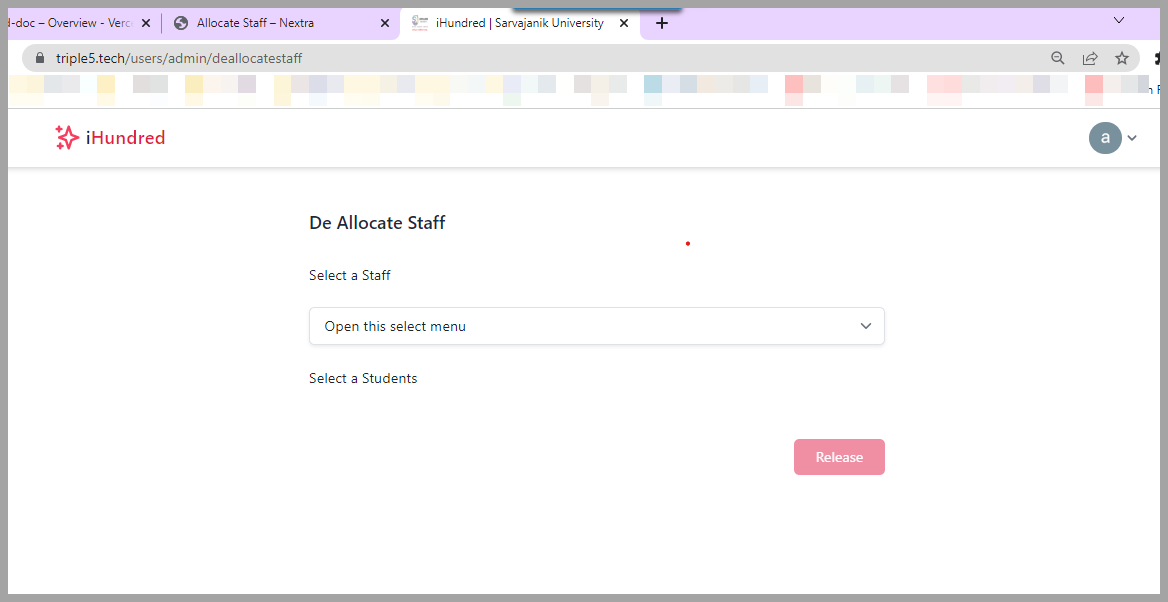 d-doc – Overview - Verc
Allocate Staff – Nextra
iHundred | Sarvajanik University
triple5.tech/users/admin/deallocatestaff
iHundred
a
De Allocate Staff
Select a Staff
Open this select menu
Select a Students
Release